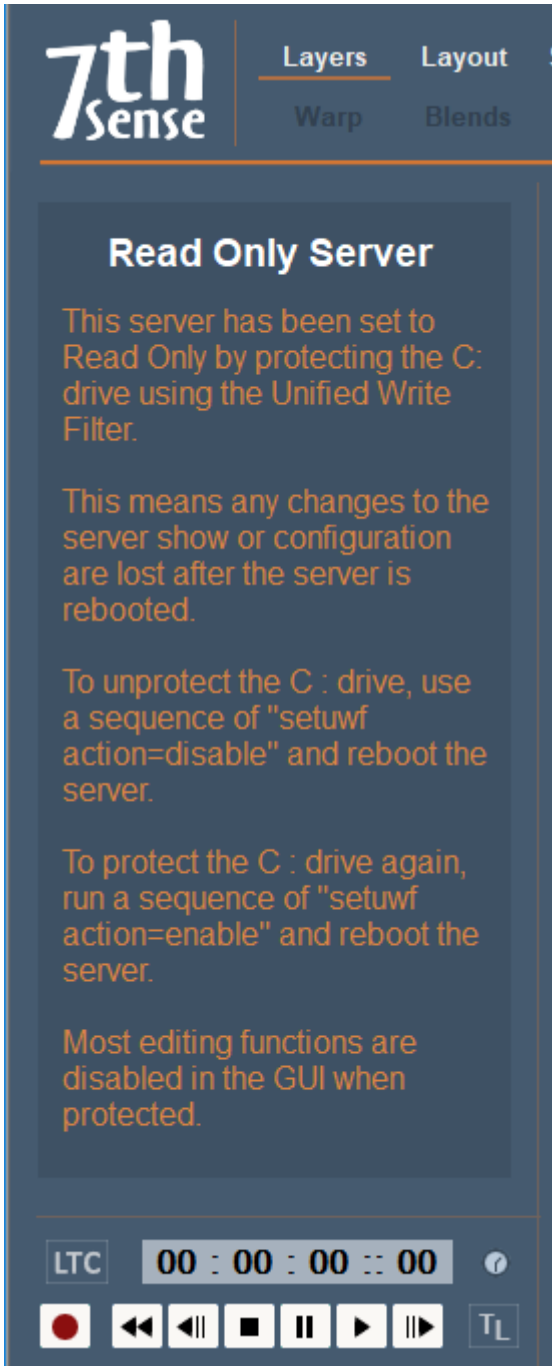 7th
Sense
Layers Layout
Warp Blends
Read Only Server
This server has been set to
Read Only by protecting the C:
drive using the Unified Write
Filter.
This means any changes to the
server show or configuration
are lost after the server is
rebooted.
To unprotect the C : drive, use
a sequence of "setuwf
action=disable" and reboot the
server.
To protect the C : drive again,
run a sequence of "setuwf
action=enable" and reboot the
server.
Most editing functions are
disabled in the GUI when
protected.
LTC 00 : 00 : 00 :: 00
TL